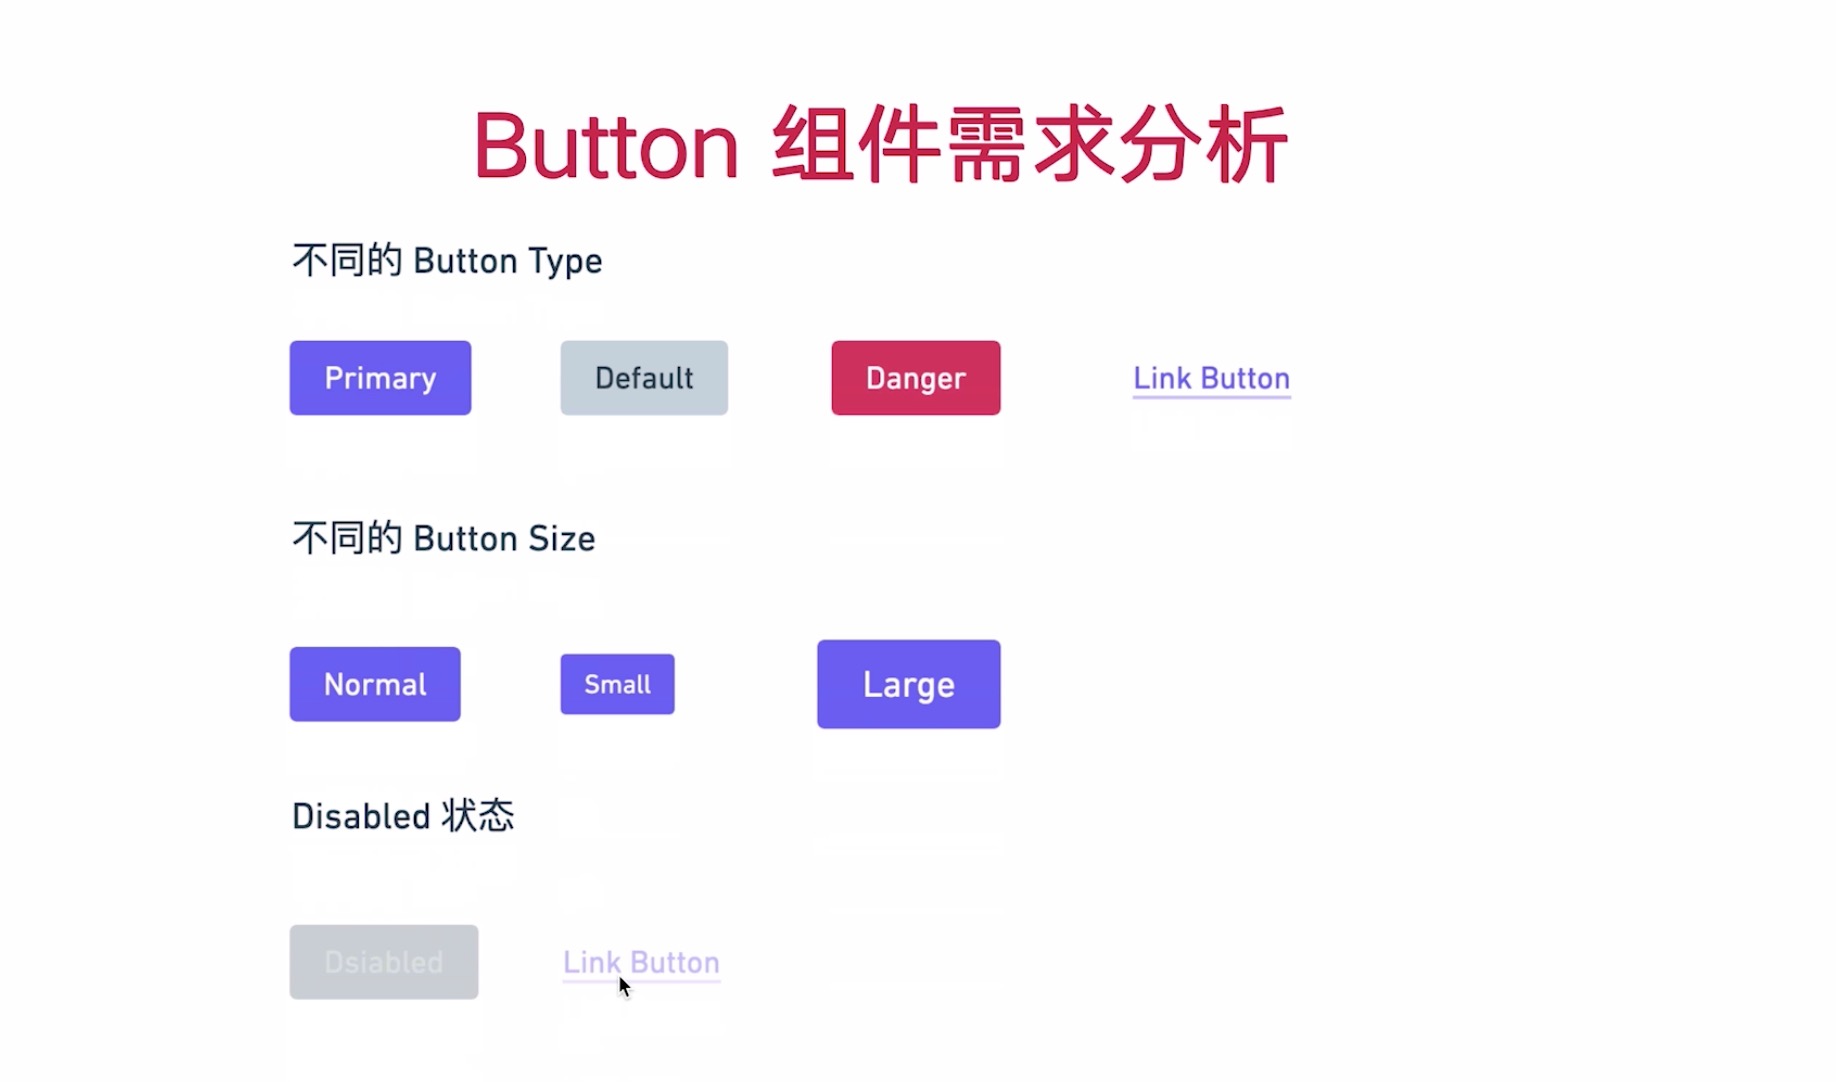 Button 组件需求分析
不同的 Button Type
Primary Default Danger Link Button
不同的 Button Size
Normal Small Large
Disabled 状态
Dsiabled Link Button